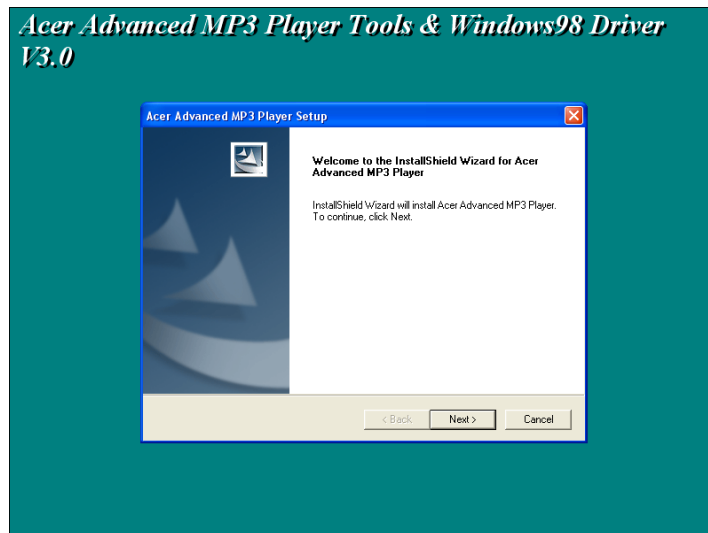 Acer Advanced MP3 Player Tools & Windows98 Driver
V3.0
Acer Advanced MP3 Player Setup
Welcome to the InstallShield Wizard for Acer
Advanced MP3 Player
InstallShield Wizard will install Acer Advanced MP3 Player.
To continue, click Next.
< Back
Next >
Cancel